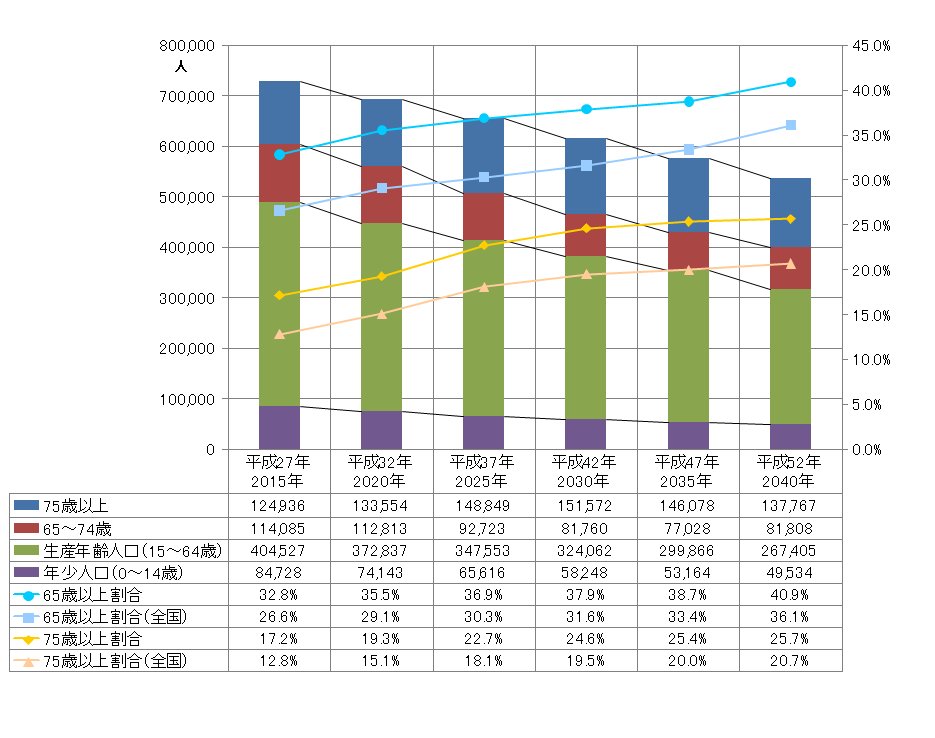 800,000
人
700,000
600,000
500,000
400,000
300,000
200,000
100,000
0
45.0%
40.0%
35.0%
30.0%
25.0%
20.0%
15.0%
10.0%
5.0%
0.0%
平成27年 平成32年 平成37年 平成42年 平成47年 平成52年
2015年 2020年 2025年 2030年 2035年 2040年
75歳以上 124,936 133,554 148,849 151,572 146,078 137,767
65～74歳 114,085 112,813 92,723 81,760 77,028 81,808
生産年齢人口(15～64歳) 404,527 372,837 347,553 324,062 299,866 267,405
年少人口(0～14歳) 84,728 74,143 65,616 58,248 53,164 49,534
65歳以上割合 32.8% 35.5% 36.9% 37.9% 38.7% 40.9%
65歳以上割合(全国) 26.6% 29.1% 30.3% 31.6% 33.4% 36.1%
75歳以上割合 17.2% 19.3% 22.7% 24.6% 25.4% 25.7%
75歳以上割合(全国) 12.8% 15.1% 18.1% 19.5% 20.0% 20.7%